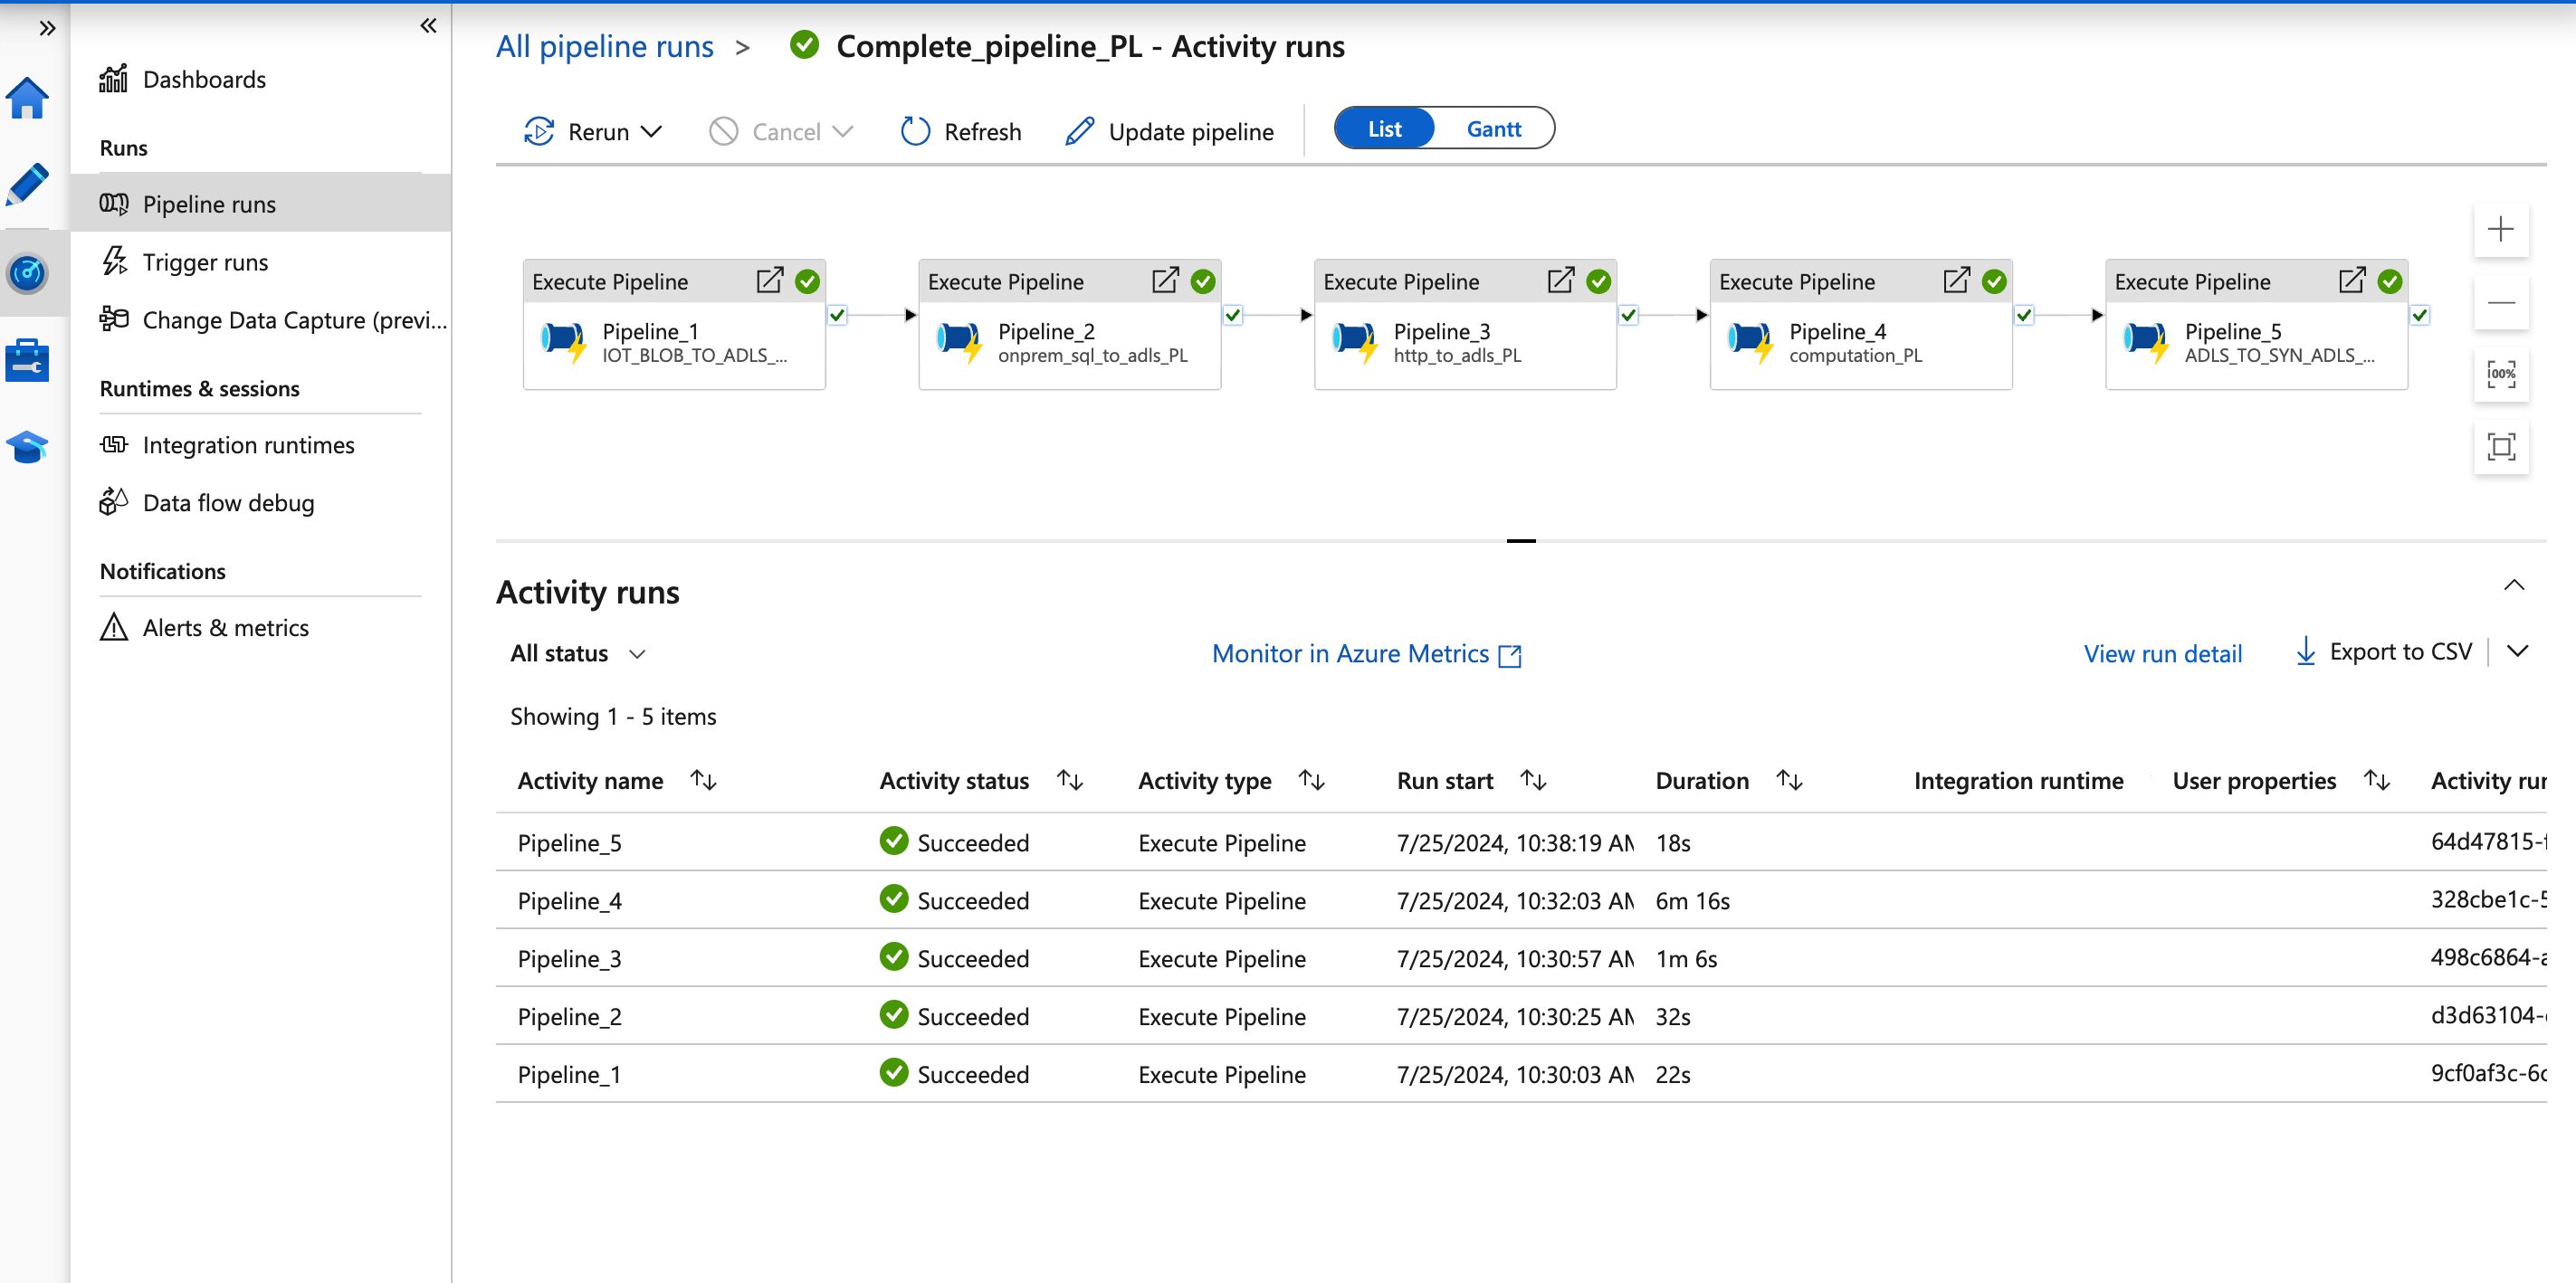 All pipeline runs > Complete_pipeline_PL - Activity runs
Dashboards
Runs
Pipeline runs
Trigger runs
Change Data Capture (previ...
Runtimes & sessions
Integration runtimes
Data flow debug
Notifications
Alerts & metrics
Rerun Cancel Refresh Update pipeline List Gantt
Execute Pipeline
Pipeline_1
IOT_BLOB_TO_ADLS_...
Execute Pipeline
Pipeline_2
onprem_sql_to_adls_PL
Execute Pipeline
Pipeline_3
http_to_adls_PL
Execute Pipeline
Pipeline_4
computation_PL
Execute Pipeline
Pipeline_5
ADLS_TO_SYN_ADLS_...
100%
Activity runs
All status Monitor in Azure Metrics View run detail Export to CSV
Showing 1 - 5 items
Activity name Activity status Activity type Run start Duration Integration runtime User properties Activity run
Pipeline_5 Succeeded Execute Pipeline 7/25/2024, 10:38:19 AM 18s 64d47815-f
Pipeline_4 Succeeded Execute Pipeline 7/25/2024, 10:32:03 AM 6m 16s 328cbe1c-5
Pipeline_3 Succeeded Execute Pipeline 7/25/2024, 10:30:57 AM 1m 6s 498c6864-a
Pipeline_2 Succeeded Execute Pipeline 7/25/2024, 10:30:25 AM 32s d3d63104-
Pipeline_1 Succeeded Execute Pipeline 7/25/2024, 10:30:03 AM 22s 9cf0af3c-6c